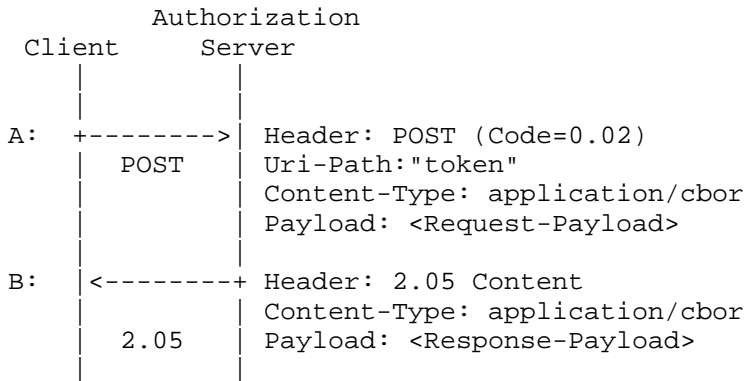 Authorization
Client Server
A: +-------->| Header: POST (Code=0.02)
POST Uri-Path:"token"
Content-Type: application/cbor
Payload: <Request-Payload>
B: |<--------+ Header: 2.05 Content
Content-Type: application/cbor
2.05 Payload: <Response-Payload>